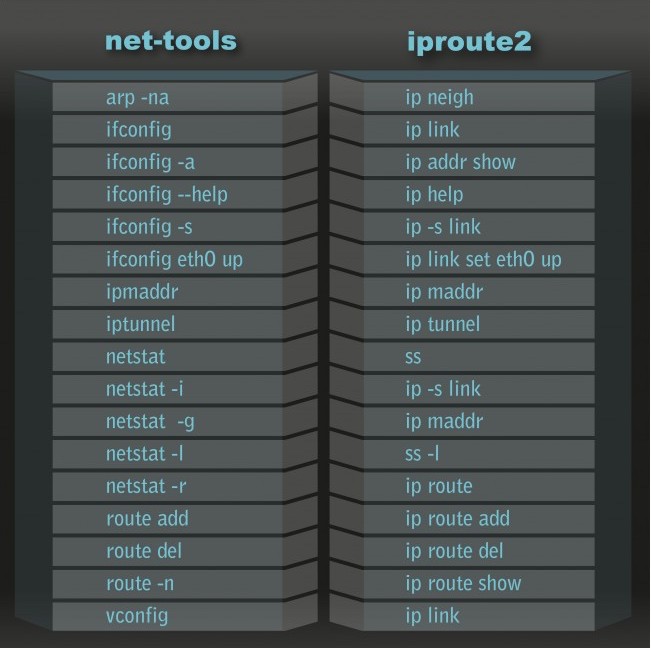 net-tools iproute2
arp -na ip neigh
ifconfig ip link
ifconfig -a ip addr show
ifconfig --help ip help
ifconfig -s ip -s link
ifconfig eth0 up ip link set eth0 up
ipmaddr ip maddr
iptunnel ip tunnel
netstat ss
netstat -i ip -s link
netstat  -g ip maddr
netstat -l ss -l
netstat -r ip route
route add ip route add
route del ip route del
route -n ip route show
vconfig ip link